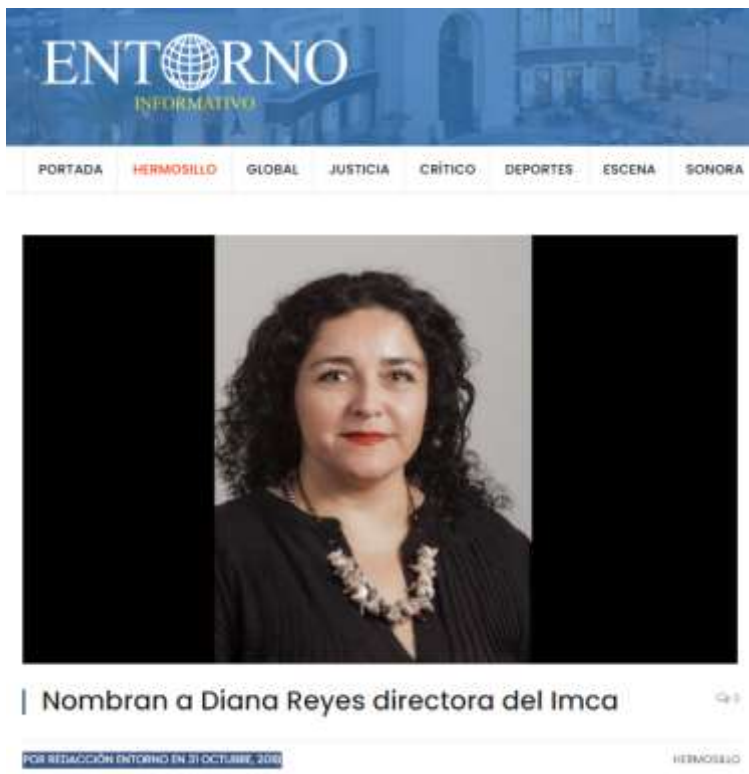 ENTORNO
INFORMATIVO
PORTADA HERMOSILLO GLOBAL JUSTICIA CRÍTICO DEPORTES ESCENA SONORA
Nombran a Diana Reyes directora del Imca
POR REDACCIÓN ENTORNO EN 31 OCTUBRE,
HERMOSILLO